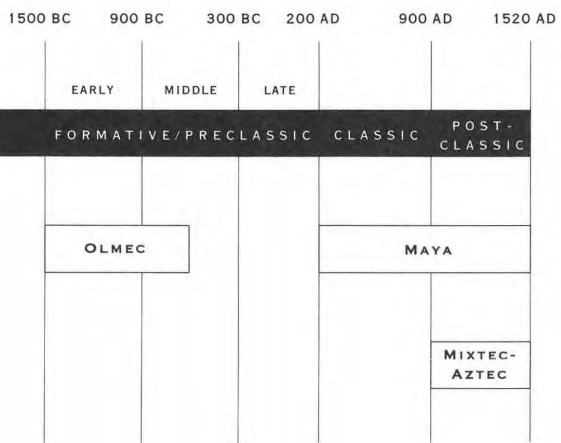 1500 BC 900 BC 300 BC 200 AD 900 AD 1520 AD
EARLY MIDDLE LATE
FORMATIVE/PRECLASSIC CLASSIC POST-
CLASSIC
OLMEC MAYA
MIXTEC-
AZTEC